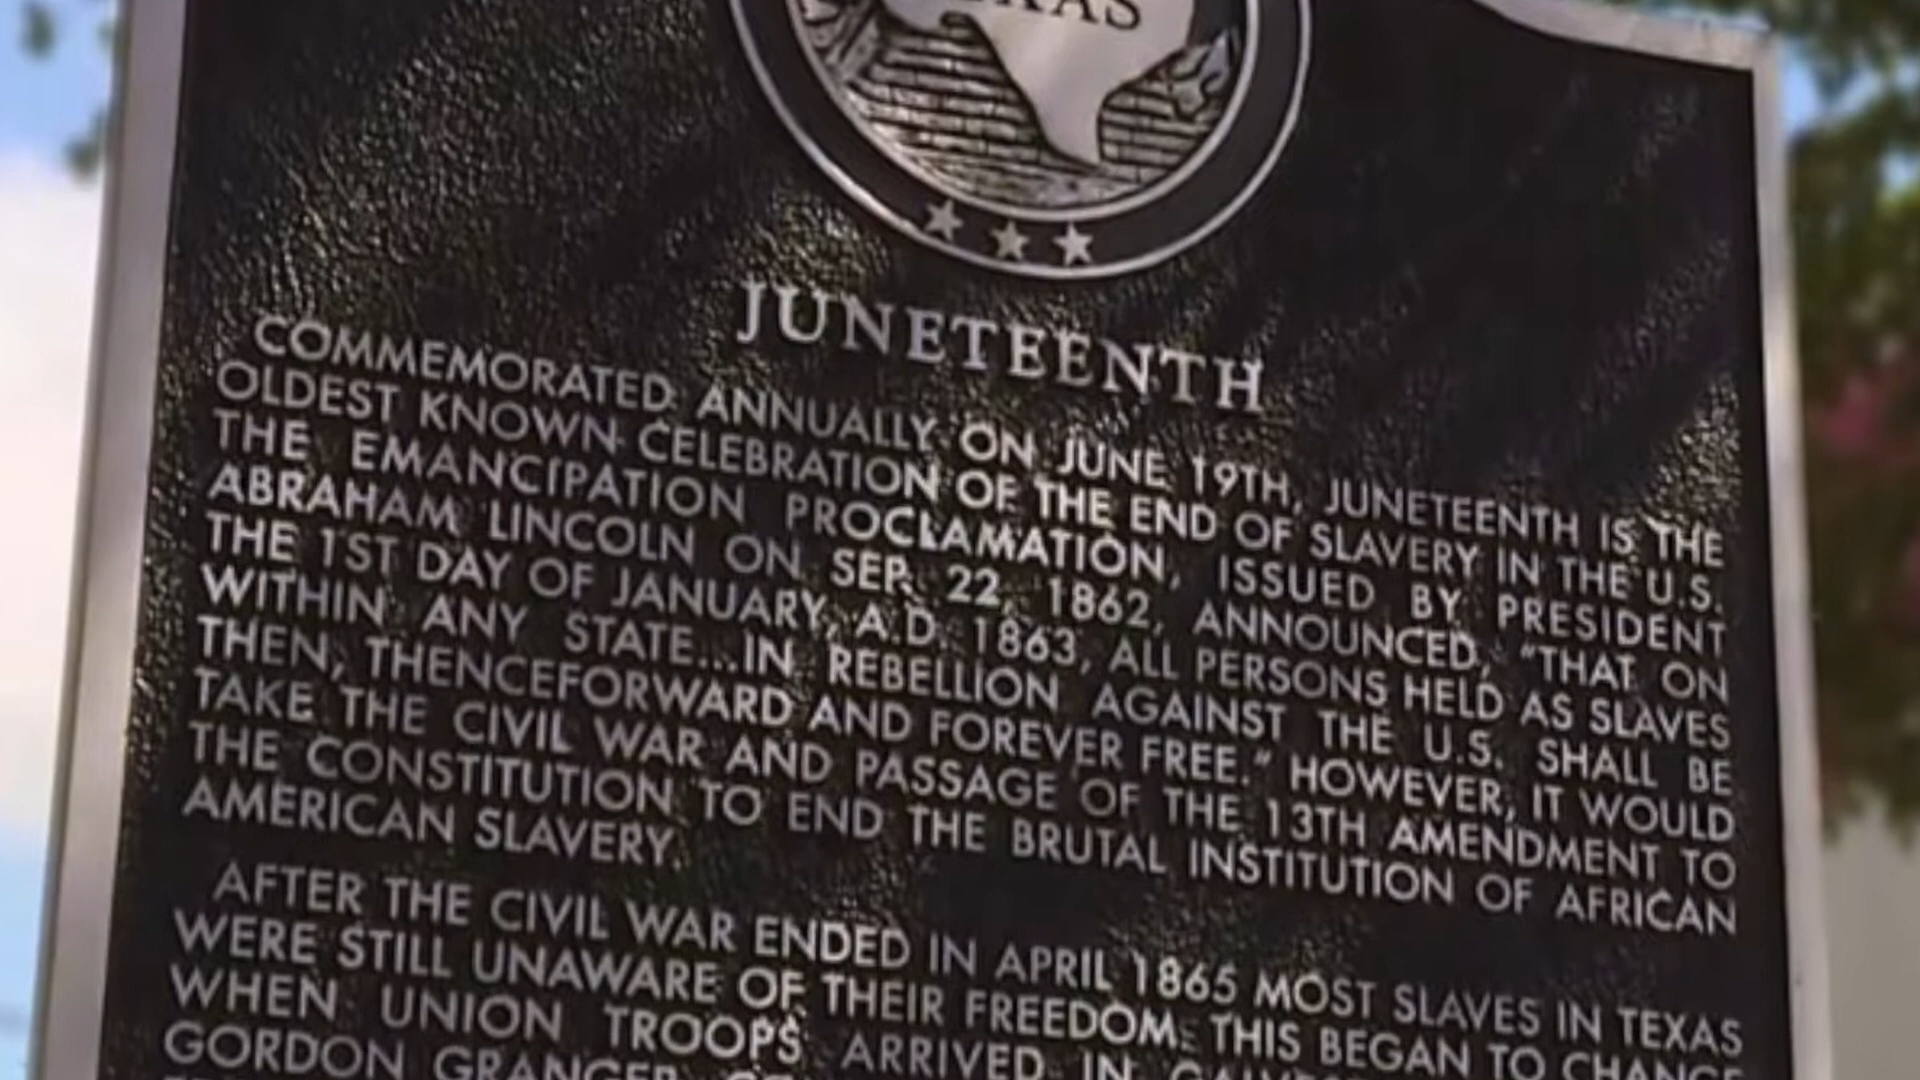 TEXAS
JUNETEENTH
COMMEMORATED ANNUALLY ON JUNE 19TH, JUNETEENTH IS THE
OLDEST KNOWN CELEBRATION OF THE END OF SLAVERY IN THE U.S.
THE EMANCIPATION PROCLAMATION, ISSUED BY PRESIDENT
ABRAHAM LINCOLN ON SEP. 22, 1862, ANNOUNCED, "THAT ON
THE 1ST DAY OF JANUARY, A.D. 1863, ALL PERSONS HELD AS SLAVES
WITHIN ANY STATE...IN REBELLION AGAINST THE U.S. SHALL BE
THEN, THENCEFORWARD AND FOREVER FREE." HOWEVER, IT WOULD
TAKE THE CIVIL WAR AND PASSAGE OF THE 13TH AMENDMENT TO
THE CONSTITUTION TO END THE BRUTAL INSTITUTION OF AFRICAN
AMERICAN SLAVERY.
AFTER THE CIVIL WAR ENDED IN APRIL 1865 MOST SLAVES IN TEXAS
WERE STILL UNAWARE OF THEIR FREEDOM. THIS BEGAN TO CHANGE
WHEN UNION TROOPS ARRIVED IN
GORDON GRANGER